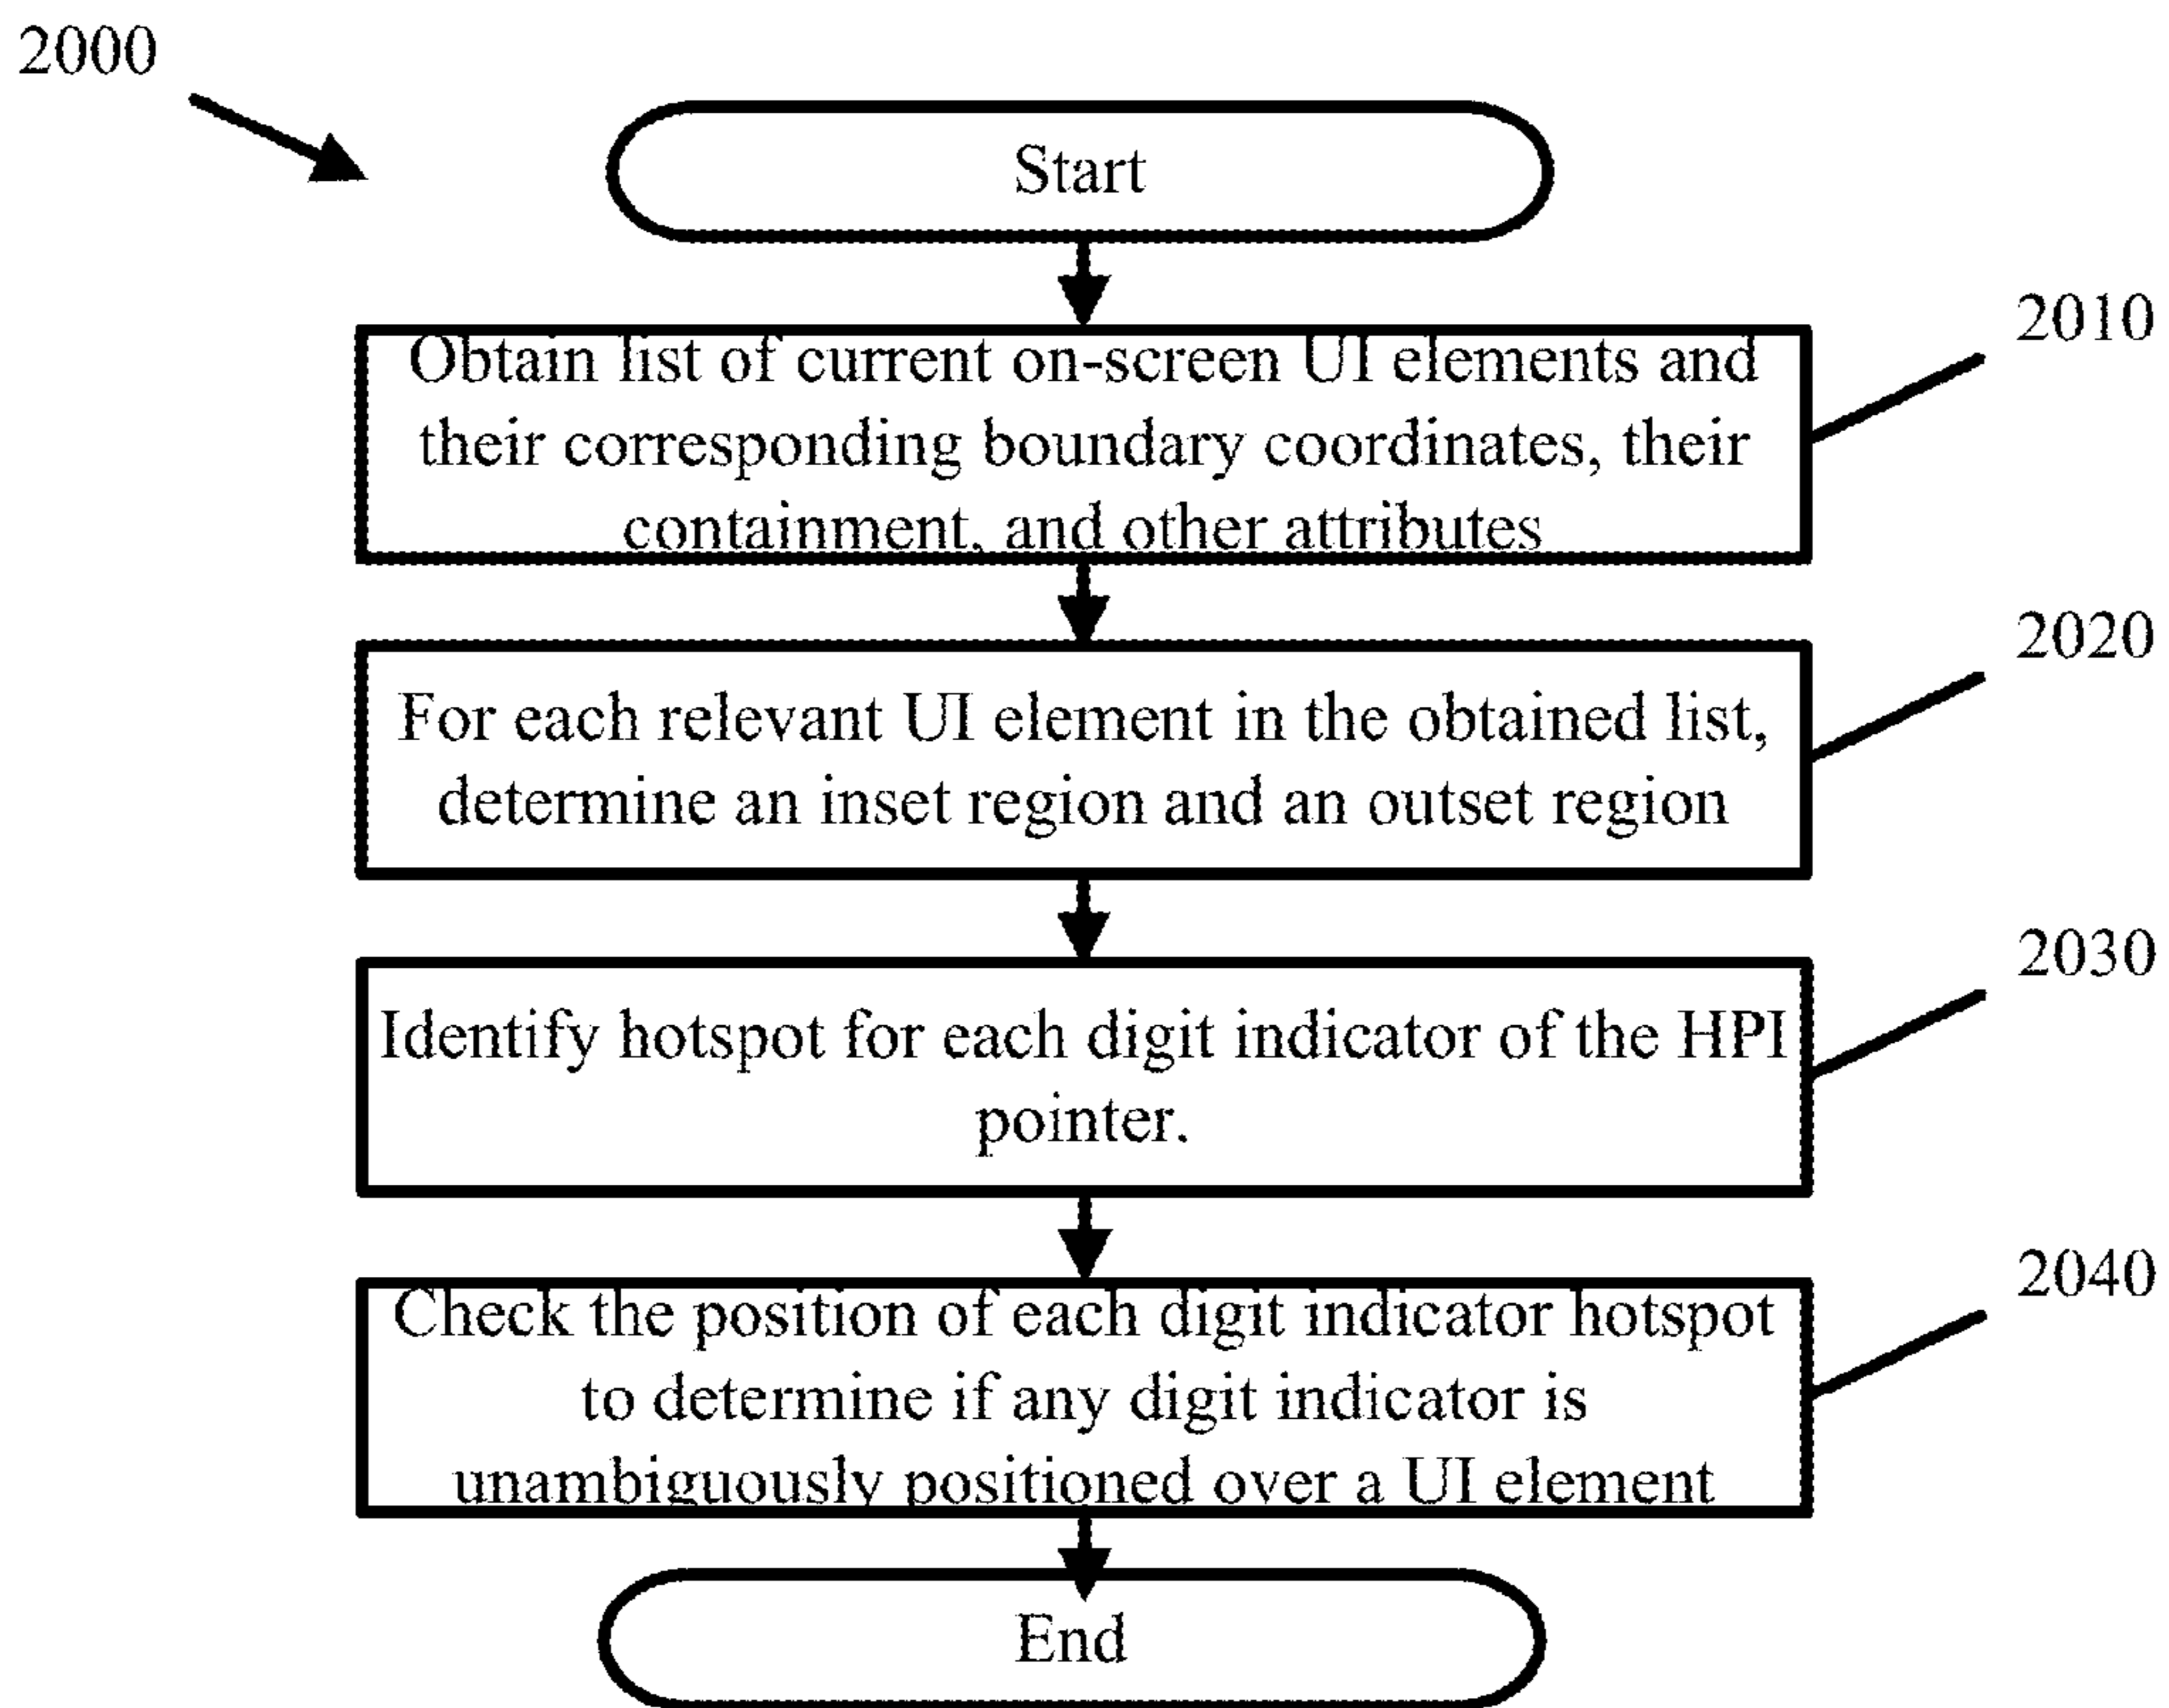 2000
Start
2010
Obtain list of current on-screen UI elements and
their corresponding boundary coordinates, their
containment, and other attributes
2020
For each relevant UI element in the obtained list,
determine an inset region and an outset region
2030
Identify hotspot for each digit indicator of the HPI
pointer.
2040
Check the position of each digit indicator hotspot
to determine if any digit indicator is
unambiguously positioned over a UI element
End